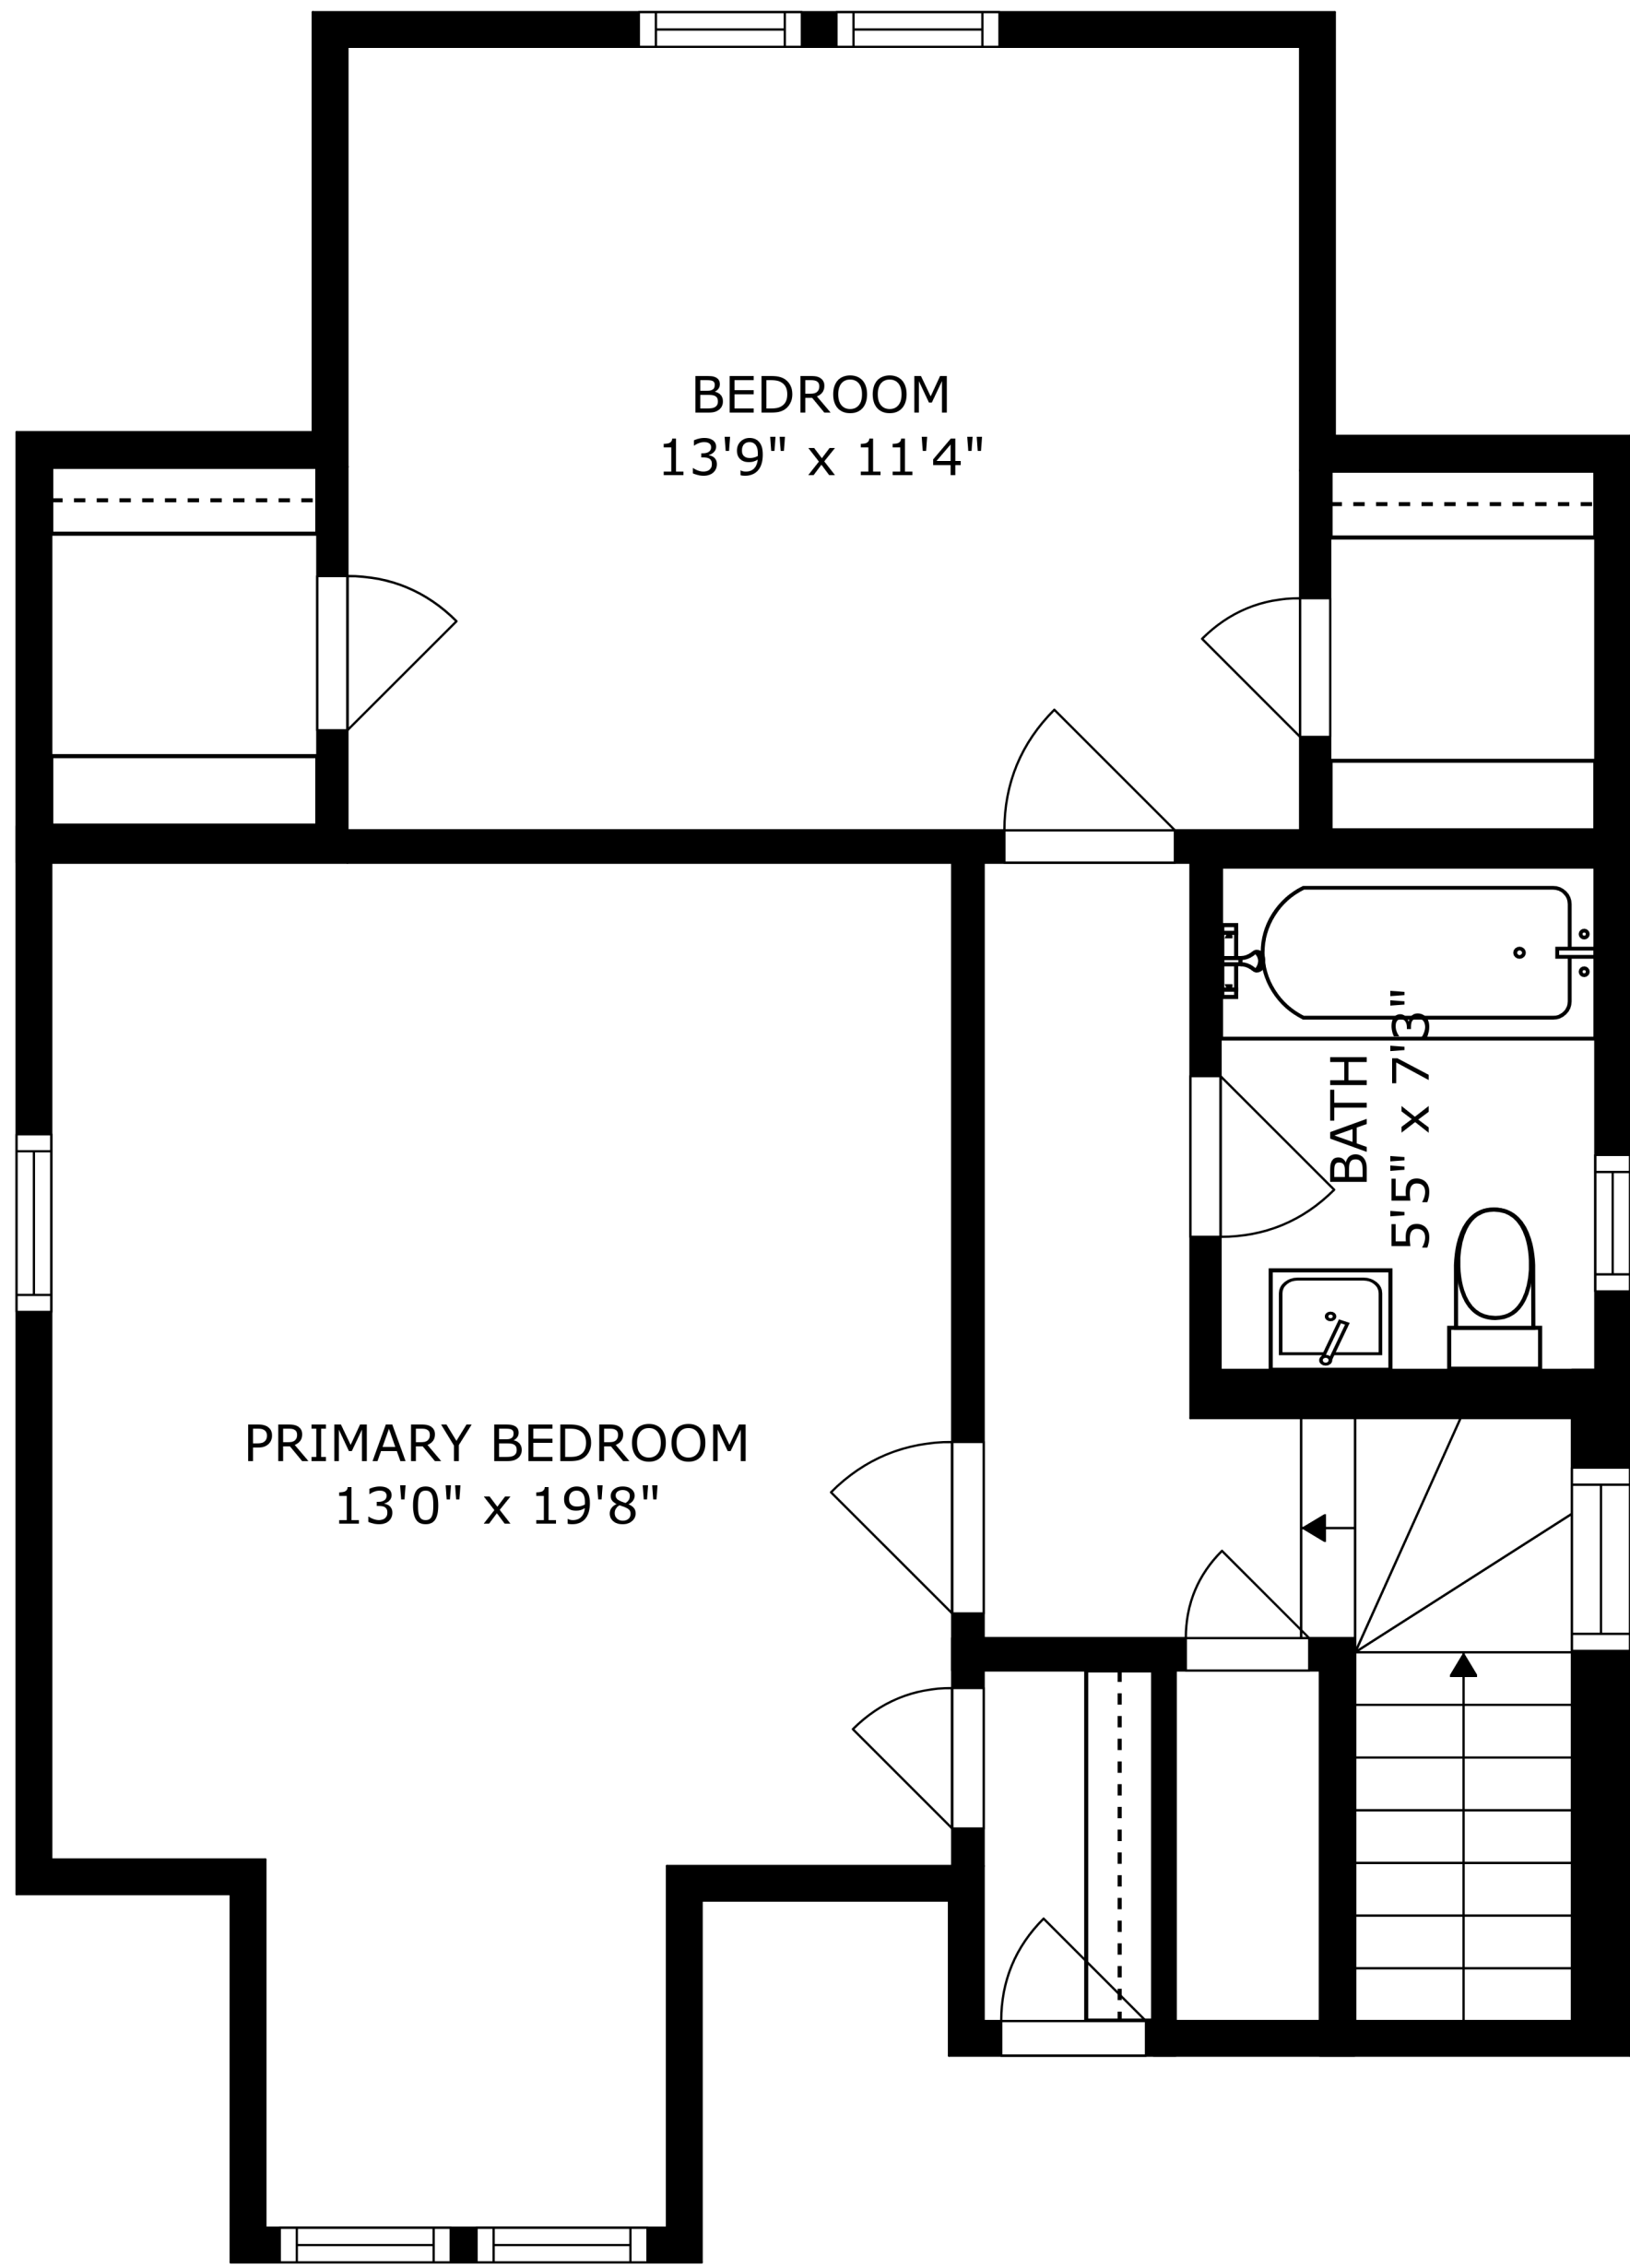 BEDROOM
13'9" x 11'4"
BATH
5'5" x 7'3"
PRIMARY BEDROOM
13'0" x 19'8"